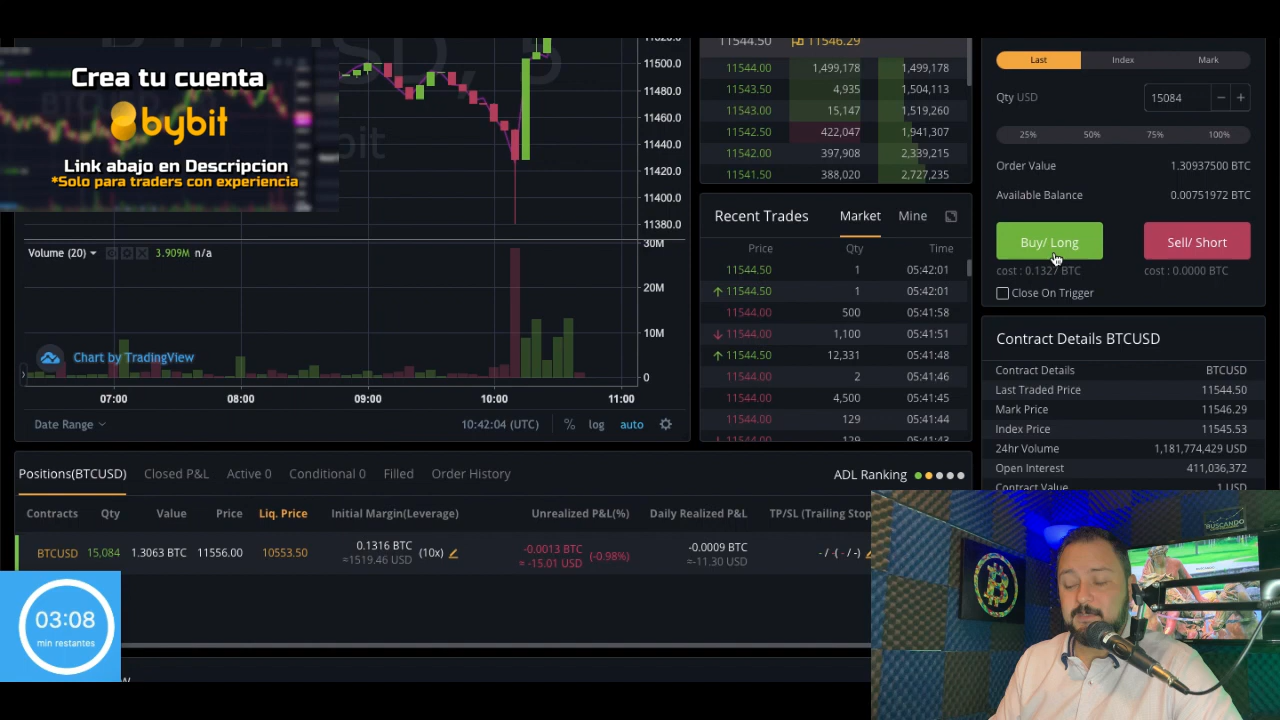 Crea tu cuenta
bybit
Link abajo en Descripcion
*Solo para traders con experiencia
11500.0
11480.0
11460.0
11440.0
11420.0
11400.0
11380.0
Volume (20) 3.909M n/a
30M
20M
10M
0
Chart by TradingView
07:00 08:00 09:00 10:00 11:00
Date Range 10:42:04 (UTC) % log auto
11544.50 11546.29
11544.00 1,499,178 1,499,178
11543.50 4,935 1,504,113
11543.00 15,147 1,519,260
11542.50 422,047 1,941,307
11542.00 397,908 2,339,215
11541.50 388,020 2,727,235
Recent Trades Market Mine
Price Qty Time
11544.50 1 05:42:01
11544.50 1 05:42:01
11544.00 500 05:41:58
11544.00 1,100 05:41:51
11544.50 12,331 05:41:48
11544.00 2 05:41:46
11544.00 4,500 05:41:45
11544.00 129 05:41:44
Last Index Mark
Qty USD 15084 − +
25% 50% 75% 100%
Order Value 1.30937500 BTC
Available Balance 0.00751972 BTC
Buy/ Long Sell/ Short
cost : 0.1327 BTC cost : 0.0000 BTC
Close On Trigger
Contract Details BTCUSD
Contract Details BTCUSD
Last Traded Price 11544.50
Mark Price 11546.29
Index Price 11545.53
24hr Volume 1,181,774,429 USD
Open Interest 411,036,372
Contract Value 1 USD
Positions(BTCUSD) Closed P&L Active 0 Conditional 0 Filled Order History ADL Ranking
Contracts Qty Value Price Liq. Price Initial Margin(Leverage) Unrealized P&L(%) Daily Realized P&L TP/SL (Trailing Stop
BTCUSD 15,084 1.3063 BTC 11556.00 10553.50 0.1316 BTC (10x) -0.0013 BTC (-0.98%) -0.0009 BTC - / -( - / -)
≈1519.46 USD ≈ -15.01 USD ≈-11.30 USD
03:08
min restantes
BUSCANDO